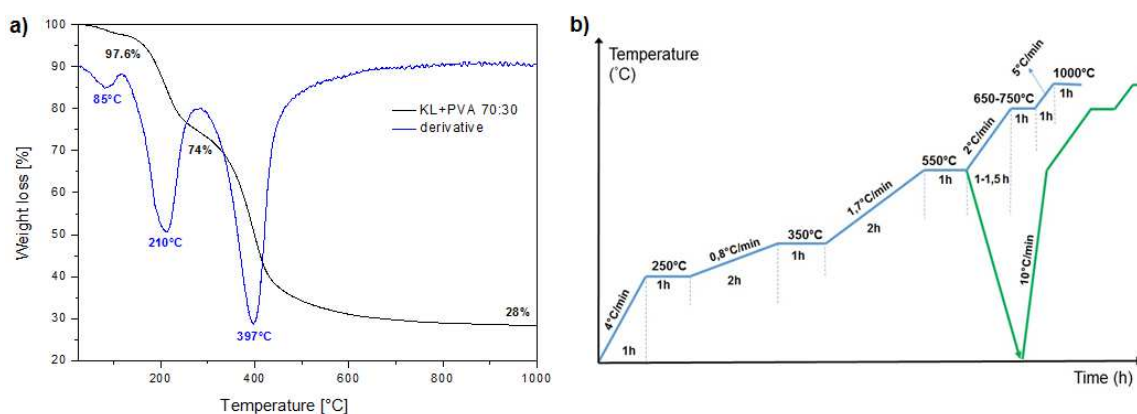 a)
100
90
80
70
60
50
40
30
20
Weight loss [%]
97.6%
85°C
KL+PVA 70:30
derivative
74%
210°C
28%
397°C
200
400
600
800
1000
Temperature [°C]
b)
Temperature
(°C)
5°C/min
1000°C
1h
650-750°C
1h
1h
2°C/min
550°C
1h
1-1,5 h
1,7°C/min
2h
350°C
1h
0,8°C/min
2h
250°C
1h
4°C/min
1h
10°C/min
Time (h)